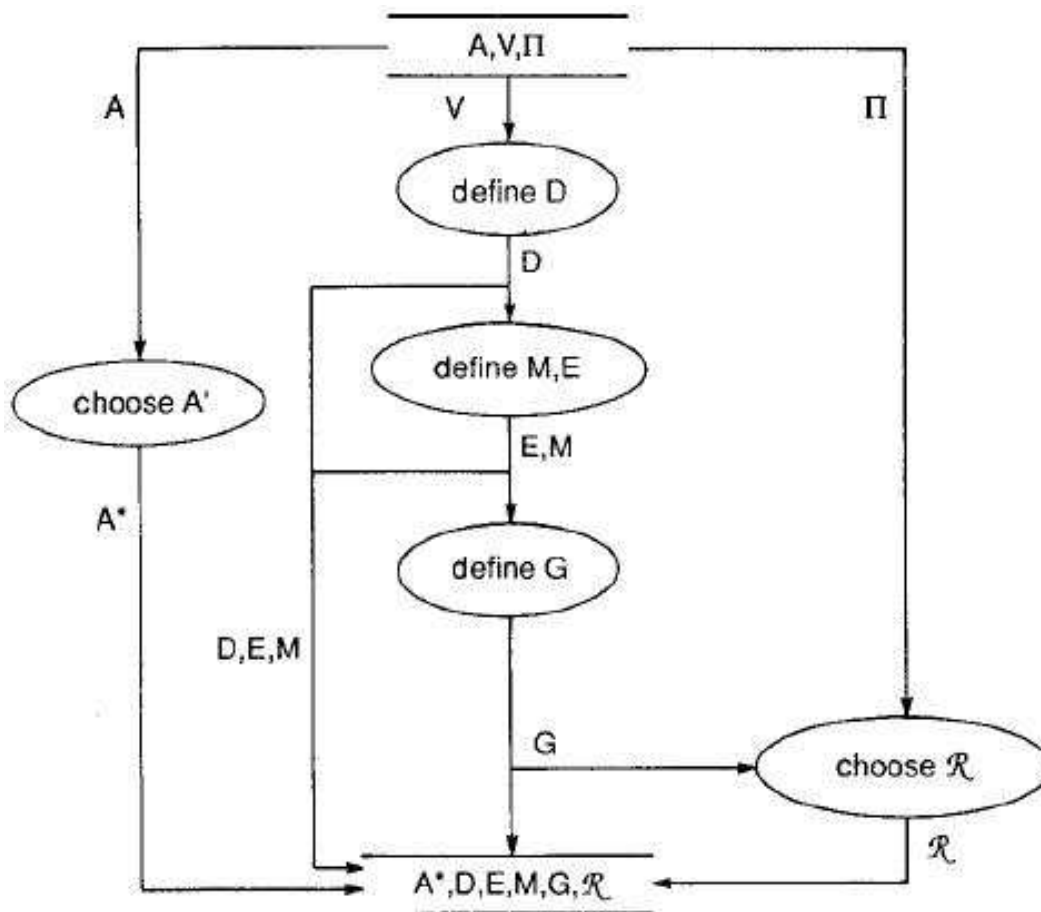 A,V,Π
A
V
Π
define D
D
define M,E
choose A'
E,M
A*
define G
D,E,M
G
choose ℛ
ℛ
A*,D,E,M,G,ℛ